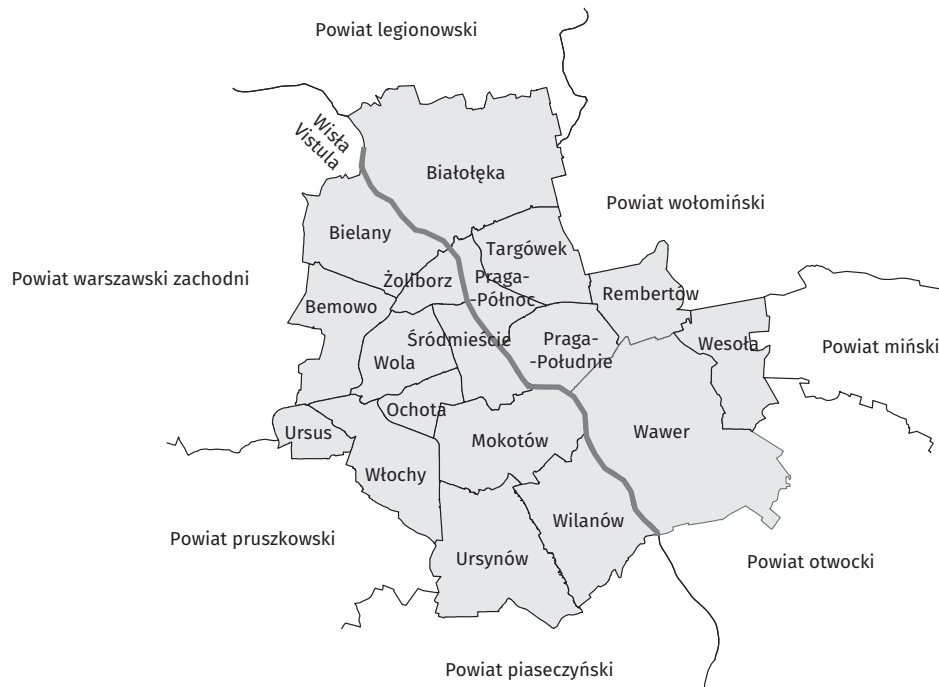 Powiat legionowski
Wisła
Vistula
Białołęka
Powiat wołomiński
Bielany
Targówek
Powiat warszawski zachodni
Żoliborz
Praga-
-Północ
Rembertów
Bemowo
Śródmieście
Praga-
-Południe
Wesoła
Powiat miński
Wola
Ochota
Ursus
Mokotów
Wawer
Włochy
Wilanów
Powiat pruszkowski
Ursynów
Powiat otwocki
Powiat piaseczyński